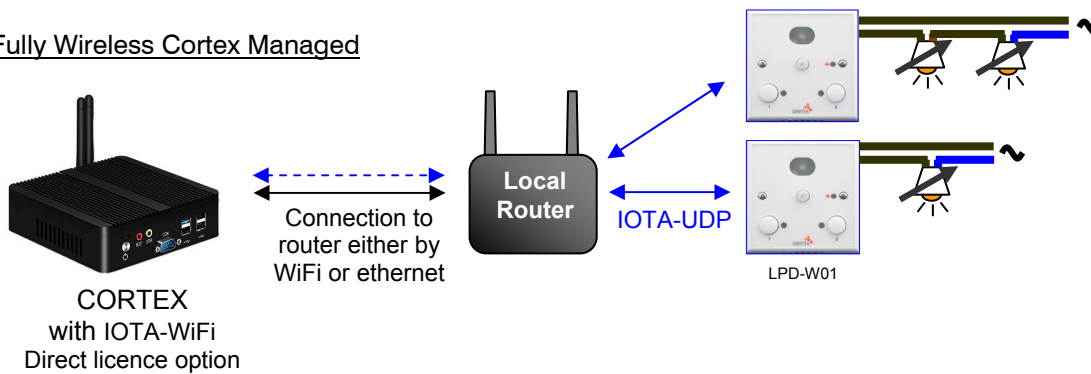 Fully Wireless Cortex Managed
Local
Router
Connection to
router either by
WiFi or ethernet
IOTA-UDP
LPD-W01
CORTEX
with IOTA-WiFi
Direct licence option